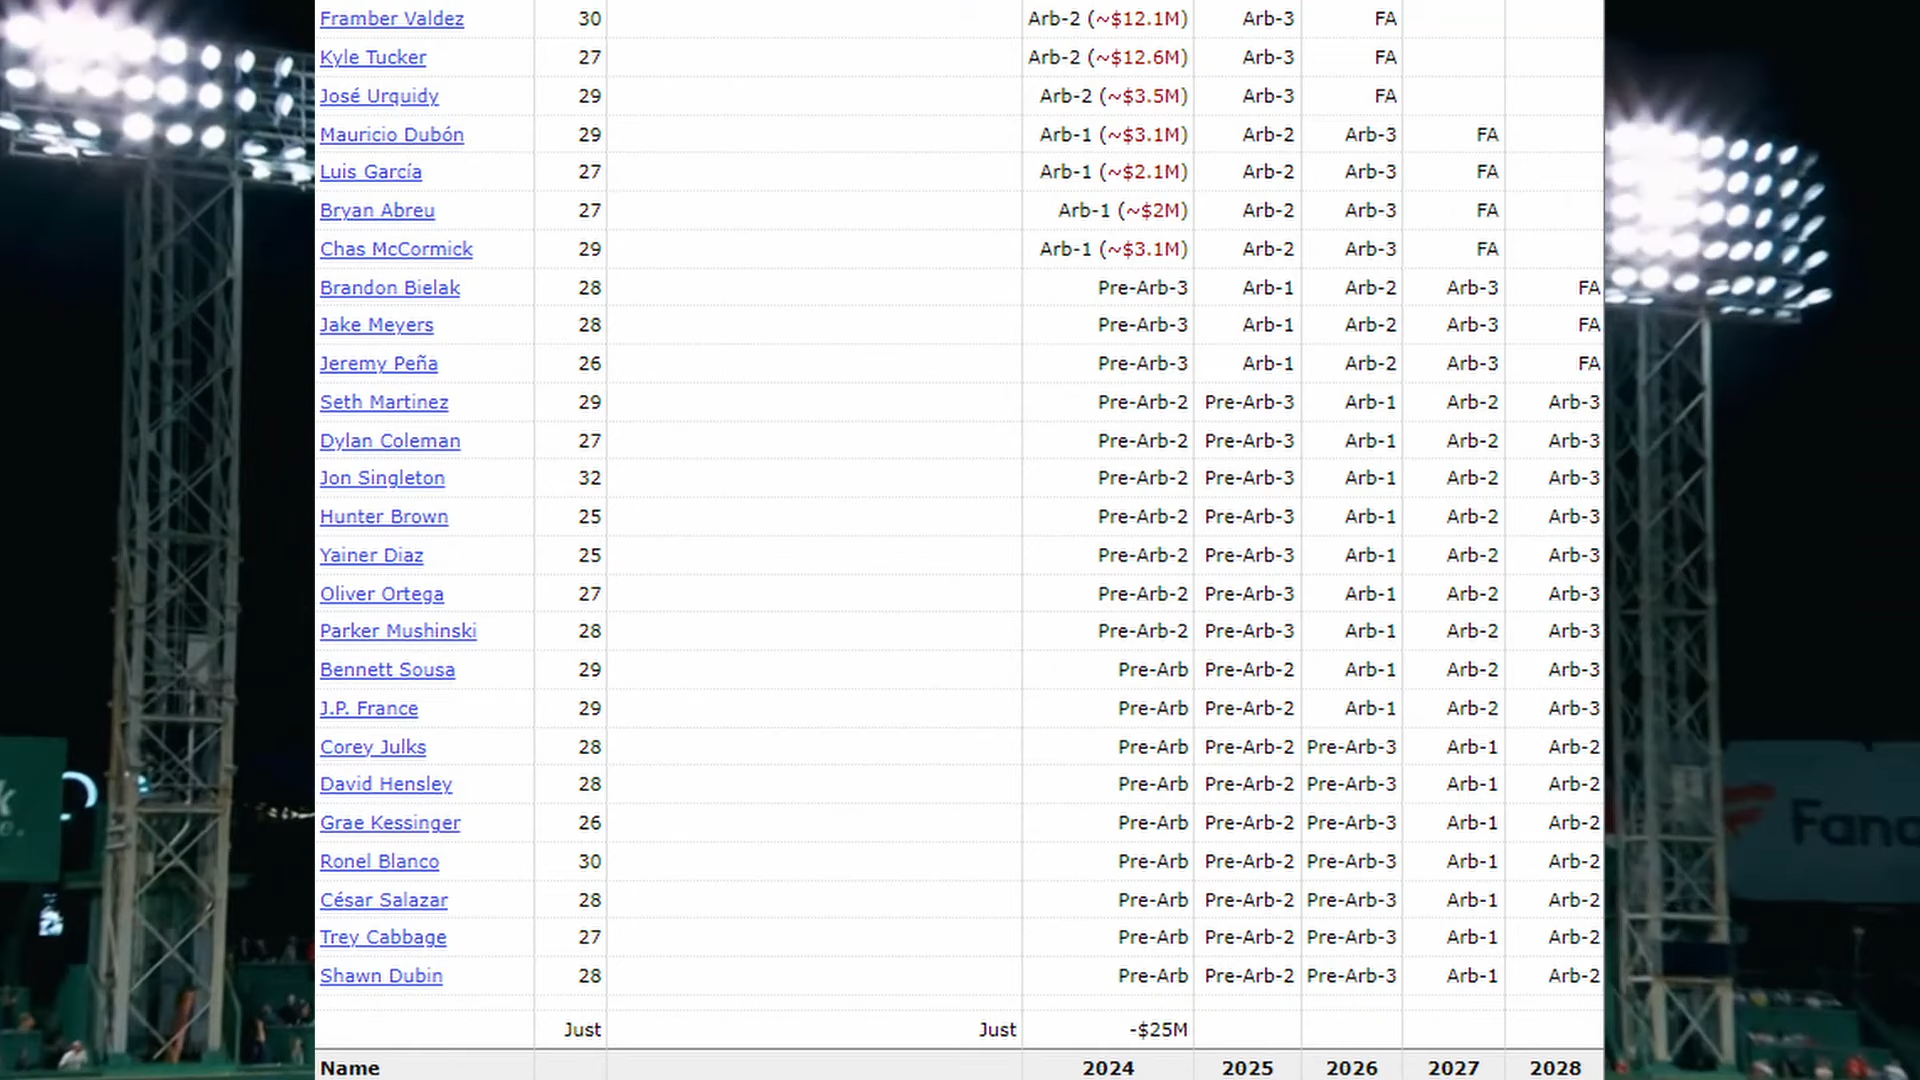 Framber Valdez 30 Arb-2 (~$12.1M) Arb-3 FA
Kyle Tucker 27 Arb-2 (~$12.6M) Arb-3 FA
José Urquidy 29 Arb-2 (~$3.5M) Arb-3 FA
Mauricio Dubón 29 Arb-1 (~$3.1M) Arb-2 Arb-3 FA
Luis García 27 Arb-1 (~$2.1M) Arb-2 Arb-3 FA
Bryan Abreu 27 Arb-1 (~$2M) Arb-2 Arb-3 FA
Chas McCormick 29 Arb-1 (~$3.1M) Arb-2 Arb-3 FA
Brandon Bielak 28 Pre-Arb-3 Arb-1 Arb-2 Arb-3 FA
Jake Meyers 28 Pre-Arb-3 Arb-1 Arb-2 Arb-3 FA
Jeremy Peña 26 Pre-Arb-3 Arb-1 Arb-2 Arb-3 FA
Seth Martinez 29 Pre-Arb-2 Pre-Arb-3 Arb-1 Arb-2 Arb-3
Dylan Coleman 27 Pre-Arb-2 Pre-Arb-3 Arb-1 Arb-2 Arb-3
Jon Singleton 32 Pre-Arb-2 Pre-Arb-3 Arb-1 Arb-2 Arb-3
Hunter Brown 25 Pre-Arb-2 Pre-Arb-3 Arb-1 Arb-2 Arb-3
Yainer Diaz 25 Pre-Arb-2 Pre-Arb-3 Arb-1 Arb-2 Arb-3
Oliver Ortega 27 Pre-Arb-2 Pre-Arb-3 Arb-1 Arb-2 Arb-3
Parker Mushinski 28 Pre-Arb-2 Pre-Arb-3 Arb-1 Arb-2 Arb-3
Bennett Sousa 29 Pre-Arb Pre-Arb-2 Arb-1 Arb-2 Arb-3
J.P. France 29 Pre-Arb Pre-Arb-2 Arb-1 Arb-2 Arb-3
Corey Julks 28 Pre-Arb Pre-Arb-2 Pre-Arb-3 Arb-1 Arb-2
David Hensley 28 Pre-Arb Pre-Arb-2 Pre-Arb-3 Arb-1 Arb-2
Grae Kessinger 26 Pre-Arb Pre-Arb-2 Pre-Arb-3 Arb-1 Arb-2
Ronel Blanco 30 Pre-Arb Pre-Arb-2 Pre-Arb-3 Arb-1 Arb-2
César Salazar 28 Pre-Arb Pre-Arb-2 Pre-Arb-3 Arb-1 Arb-2
Trey Cabbage 27 Pre-Arb Pre-Arb-2 Pre-Arb-3 Arb-1 Arb-2
Shawn Dubin 28 Pre-Arb Pre-Arb-2 Pre-Arb-3 Arb-1 Arb-2
Just Just -$25M
Name 2024 2025 2026 2027 2028